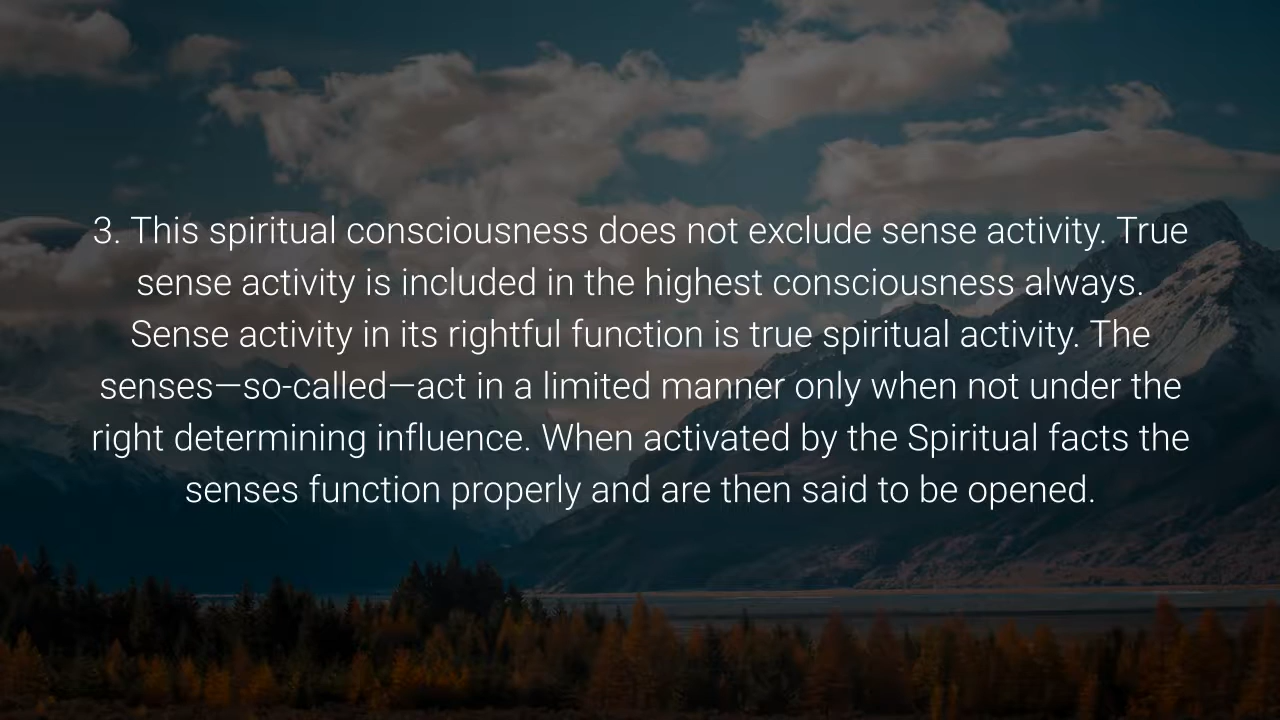 3. This spiritual consciousness does not exclude sense activity. True
sense activity is included in the highest consciousness always.
Sense activity in its rightful function is true spiritual activity. The
senses—so-called—act in a limited manner only when not under the
right determining influence. When activated by the Spiritual facts the
senses function properly and are then said to be opened.